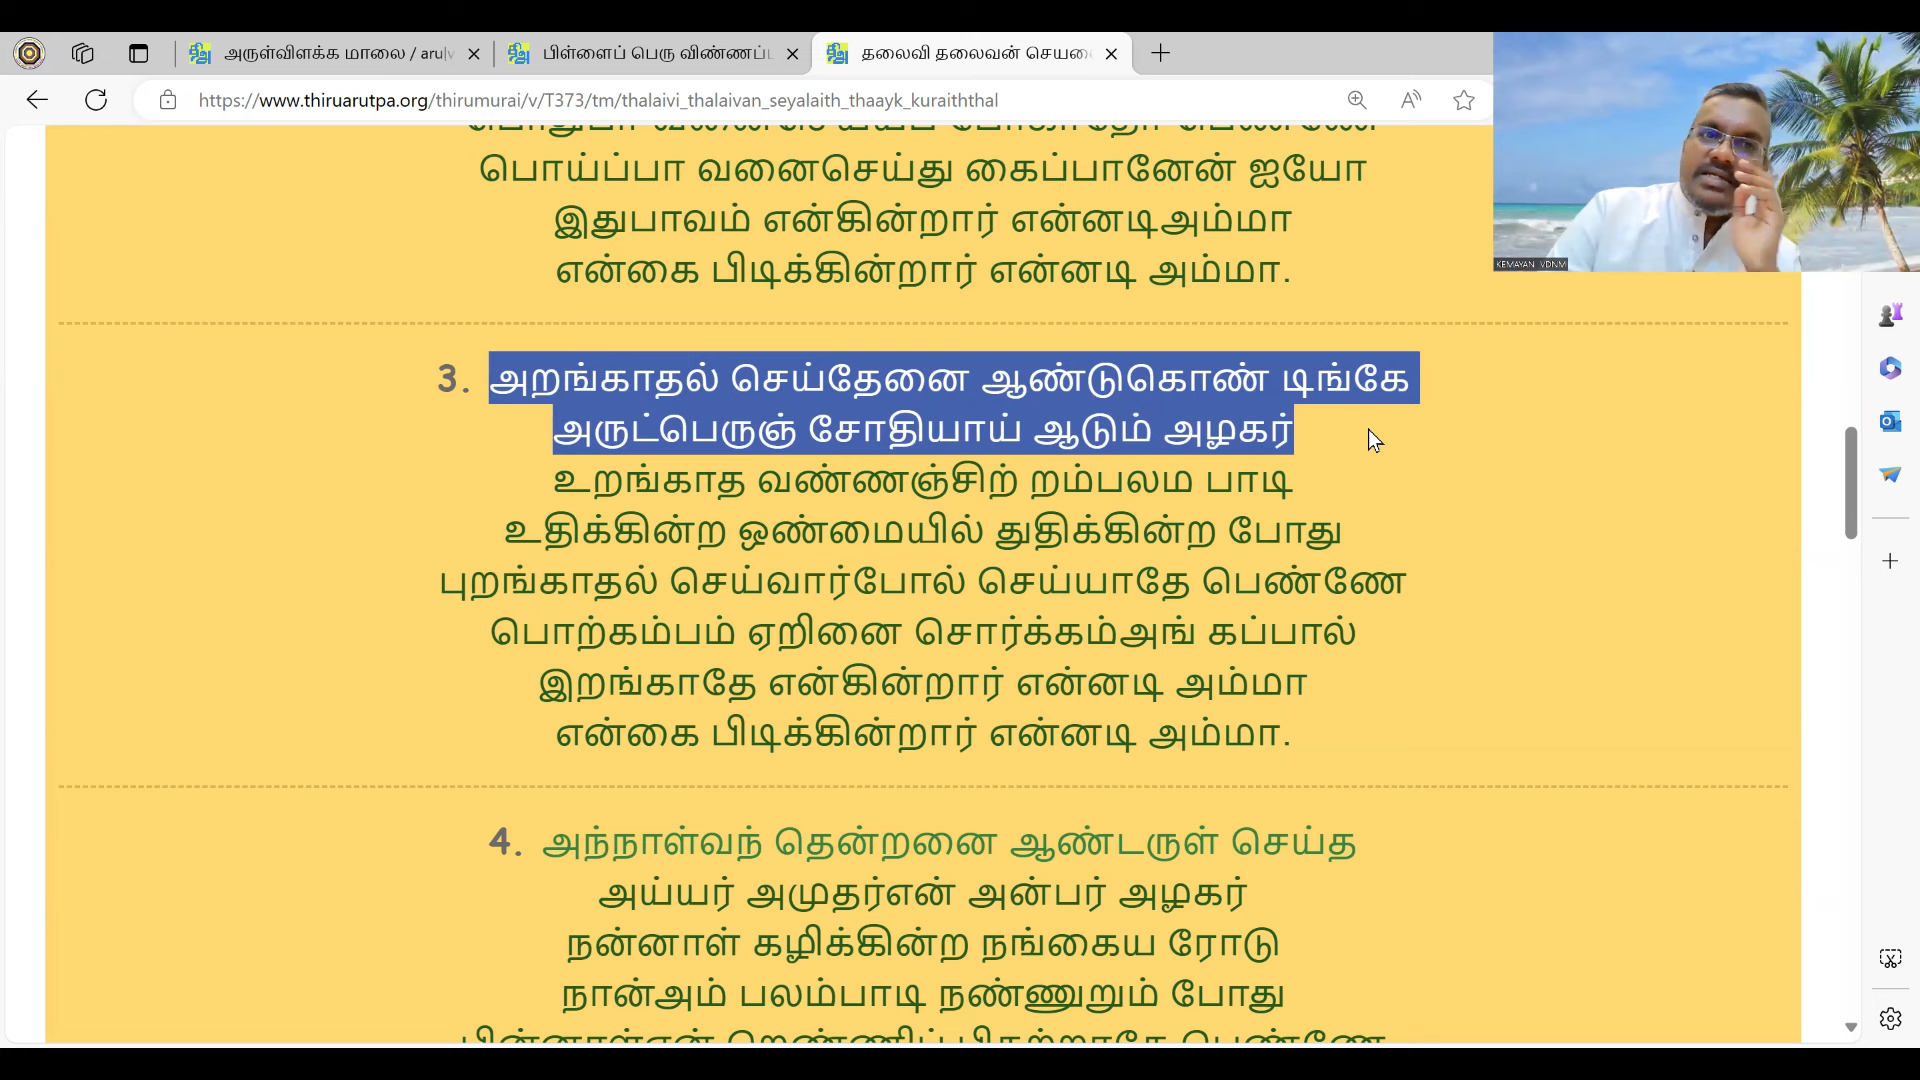 அருள்விளக்க மாலை / aruļv
பிள்ளைப் பெரு விண்ணப்ப
தலைவி தலைவன் செயலை
https://www.thiruarutpa.org/thirumurai/v/T373/tm/thalaivi_thalaivan_seyalaith_thaayk_kuraiththal
பொய்ப்பா வனைசெய்து கைப்பானேன் ஐயோ
இதுபாவம் என்கின்றார் என்னடிஅம்மா
என்கை பிடிக்கின்றார் என்னடி அம்மா.
3. அறங்காதல் செய்தேனை ஆண்டுகொண் டிங்கே
அருட்பெருஞ் சோதியாய் ஆடும் அழகர்
உறங்காத வண்ணஞ்சிற் றம்பலம பாடி
உதிக்கின்ற ஒண்மையில் துதிக்கின்ற போது
புறங்காதல் செய்வார்போல் செய்யாதே பெண்ணே
பொற்கம்பம் ஏறினை சொர்க்கம்அங் கப்பால்
இறங்காதே என்கின்றார் என்னடி அம்மா
என்கை பிடிக்கின்றார் என்னடி அம்மா.
4. அந்நாள்வந் தென்றனை ஆண்டருள் செய்த
அய்யர் அமுதர்என் அன்பர் அழகர்
நன்னாள் கழிக்கின்ற நங்கைய ரோடு
நான்அம் பலம்பாடி நண்ணுறும் போது
KEMAYAN VDNM